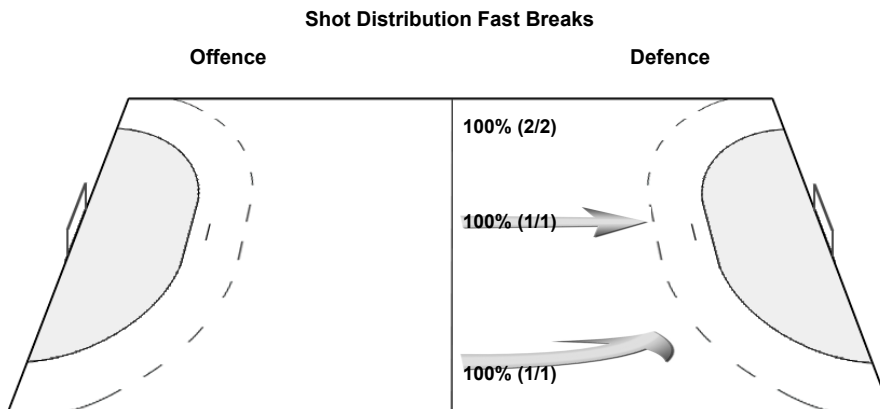 Shot Distribution Fast Breaks
Offence
Defence
100% (2/2)
100% (1/1)
100% (1/1)